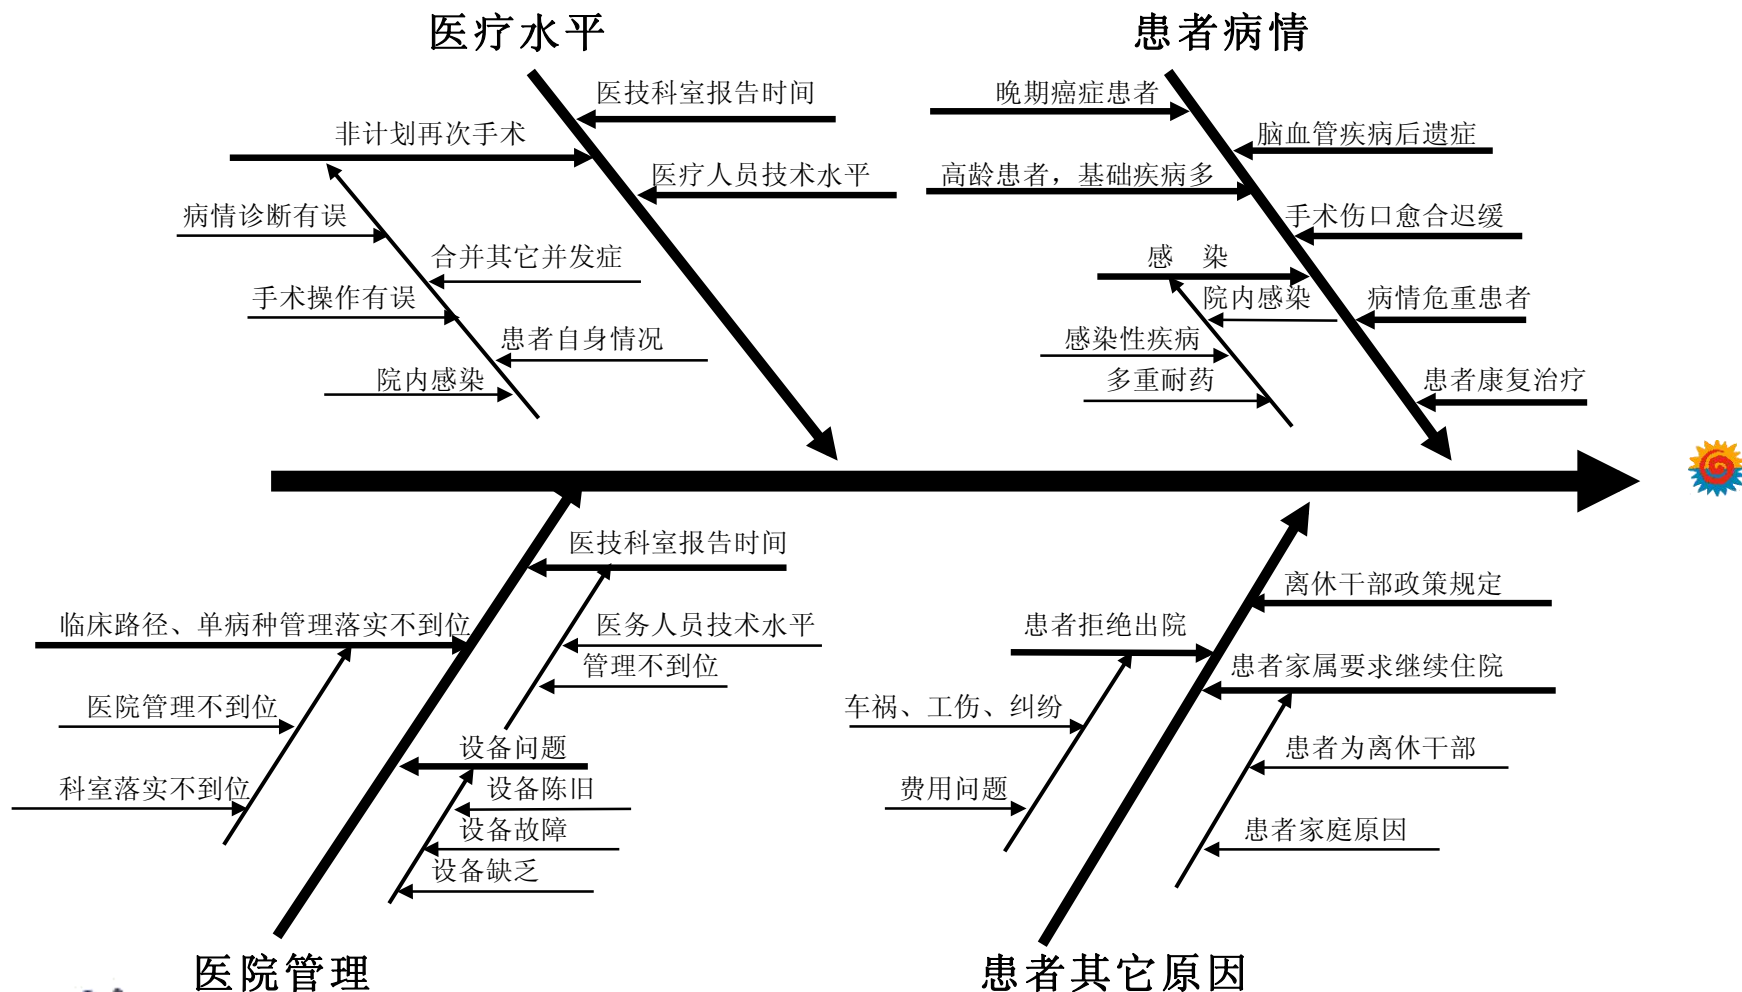 医疗水平
患者病情
医技科室报告时间
非计划再次手术
医疗人员技术水平
病情诊断有误
合并其它并发症
手术操作有误
患者自身情况
院内感染
晚期癌症患者
脑血管疾病后遗症
高龄患者，基础疾病多
手术伤口愈合迟缓
感 染
院内感染
病情危重患者
感染性疾病
多重耐药
患者康复治疗
医技科室报告时间
临床路径、单病种管理落实不到位
医务人员技术水平
管理不到位
医院管理不到位
设备问题
科室落实不到位
设备陈旧
设备故障
设备缺乏
离休干部政策规定
患者拒绝出院
患者家属要求继续住院
车祸、工伤、纠纷
患者为离休干部
费用问题
患者家庭原因
医院管理
患者其它原因